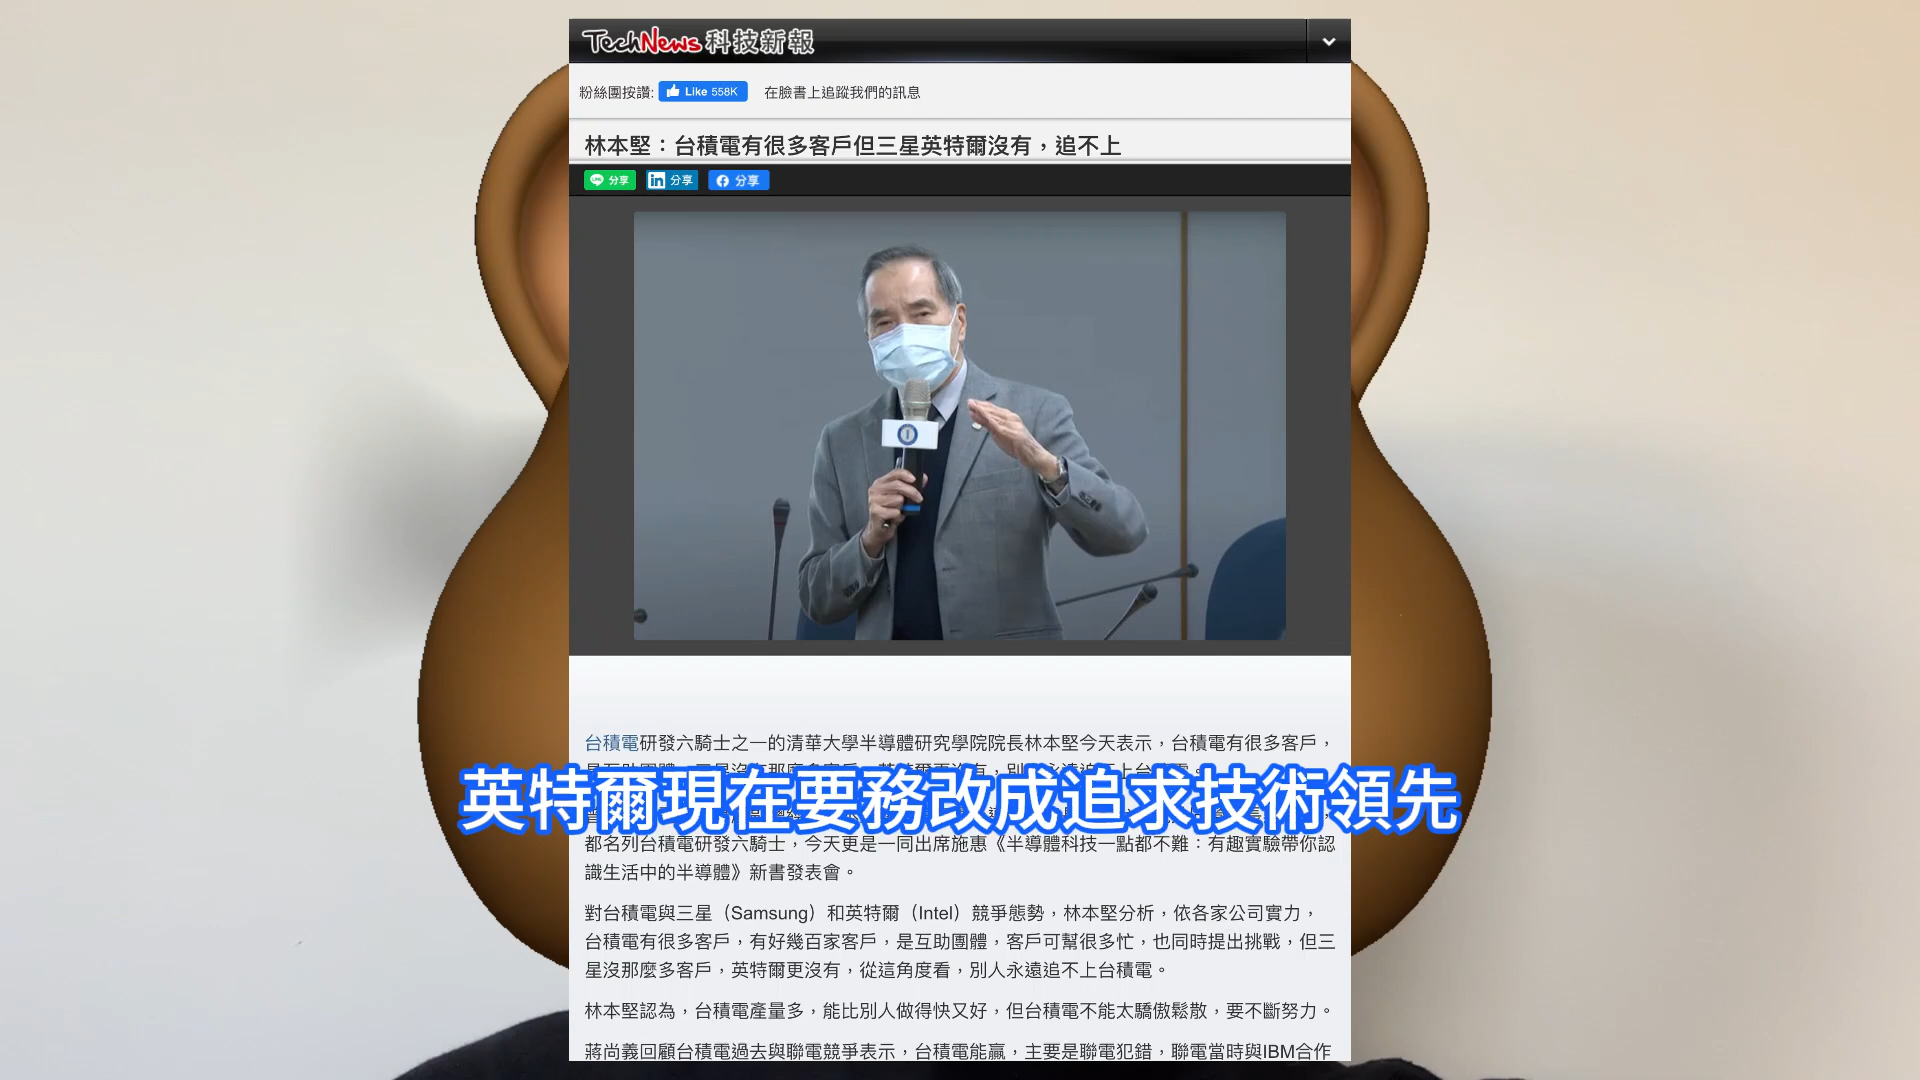 TechNews 科技新報
粉絲團按讚: Like 558K 在臉書上追蹤我們的訊息
林本堅：台積電有很多客戶但三星英特爾沒有，追不上
分享 分享 分享
台積電研發六騎士之一的清華大學半導體研究學院院長林本堅今天表示，台積電有很多客戶，
英特爾現在要務改成追求技術領先
都名列台積電研發六騎士，今天更是一同出席施惠《半導體科技一點都不難：有趣實驗帶你認
識生活中的半導體》新書發表會。
對台積電與三星（Samsung）和英特爾（Intel）競爭態勢，林本堅分析，依各家公司實力，
台積電有很多客戶，有好幾百家客戶，是互助團體，客戶可幫很多忙，也同時提出挑戰，但三
星沒那麼多客戶，英特爾更沒有，從這角度看，別人永遠追不上台積電。
林本堅認為，台積電產量多，能比別人做得快又好，但台積電不能太驕傲鬆散，要不斷努力。
蔣尚義回顧台積電過去與聯電競爭表示，台積電能贏，主要是聯電犯錯，聯電當時與IBM合作